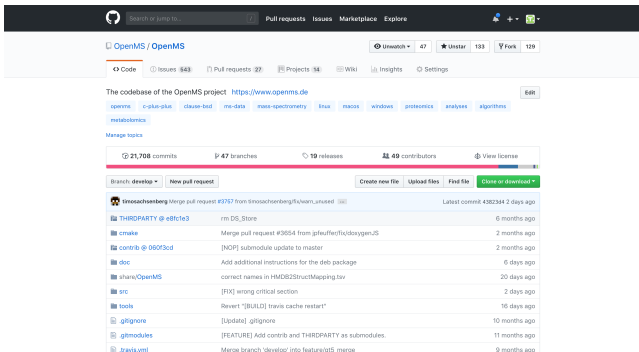 Search or jump to... / Pull requests Issues Marketplace Explore
OpenMS / OpenMS Unwatch 47 Unstar 133 Fork 129
Code Issues 543 Pull requests 27 Projects 14 Wiki Insights Settings
The codebase of the OpenMS project https://www.openms.de Edit
openms c-plus-plus clause-bsd ms-data mass-spectrometry linux macos windows proteomics analyses algorithms
metabolomics
Manage topics
21,708 commits 47 branches 19 releases 49 contributors View license
Branch: develop New pull request Create new file Upload files Find file Clone or download
timosachsenberg Merge pull request #3757 from timosachsenberg/fix/warn_unused ... Latest commit 43823d4 2 days ago
THIRDPARTY @ e8fc1e3 rm DS_Store 6 months ago
cmake Merge pull request #3654 from jpfeuffer/fix/doxygenJS 2 months ago
contrib @ 060f3cd [NOP] submodule update to master 2 months ago
doc Add additional instructions for the deb package 6 days ago
share/OpenMS correct names in HMDB2StructMapping.tsv 20 days ago
src [FIX] wrong critical section 2 days ago
tools Revert "[BUILD] travis cache restart" 16 days ago
.gitignore [Update] .gitignore 10 months ago
.gitmodules [FEATURE] Add contrib and THIRDPARTY as submodules. 11 months ago
.travis.yml Merge branch 'develop' into feature/qt5_merge 9 months ago